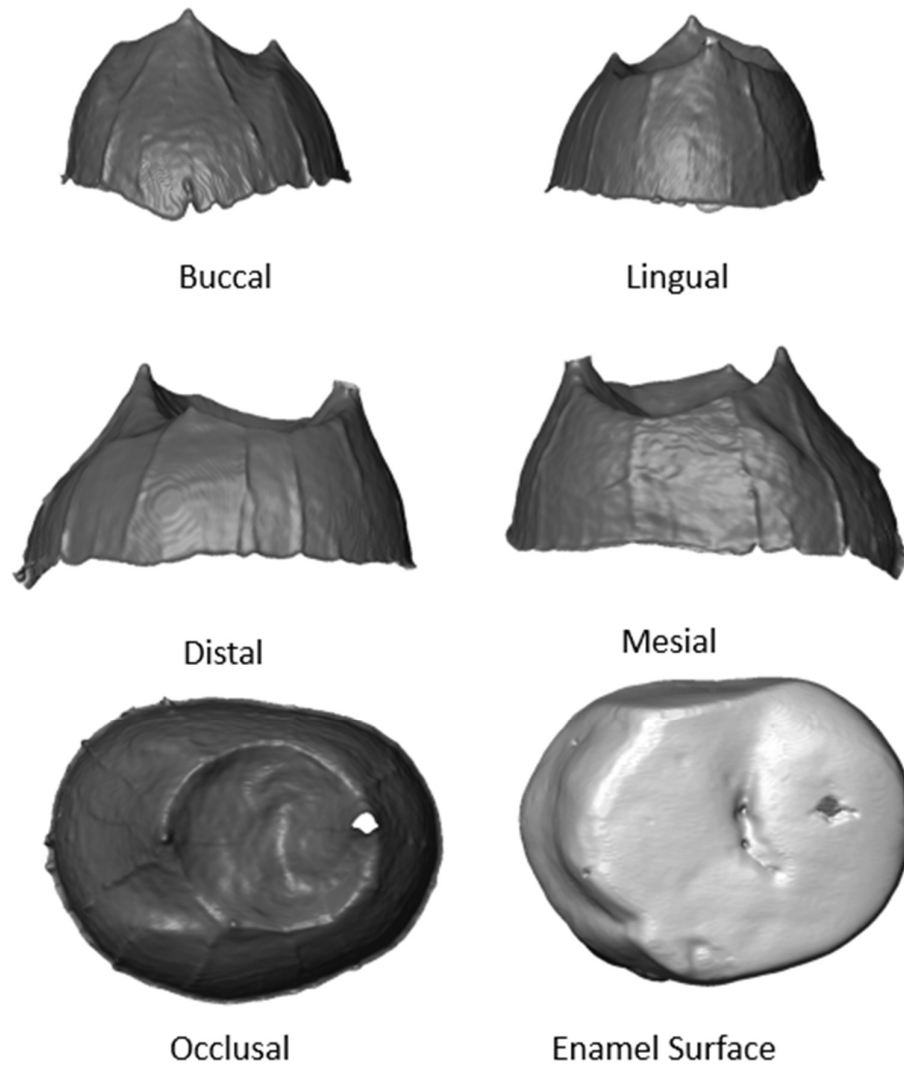 Buccal
Lingual
Distal
Mesial
Occlusal
Enamel Surface